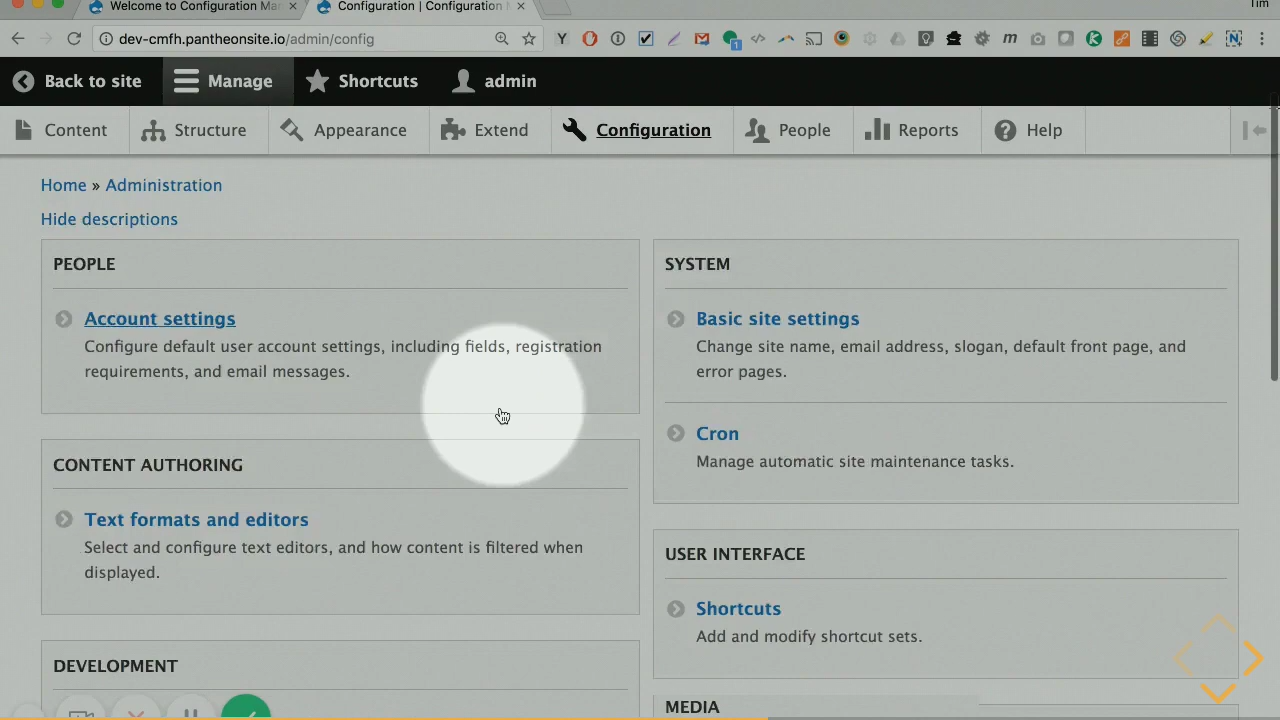 Welcome to Configuration Ma
Configuration | Configuration
Tim
dev-cmfh.pantheonsite.io/admin/config
Back to site
Manage
Shortcuts
admin
Content
Structure
Appearance
Extend
Configuration
People
Reports
Help
Home » Administration
Hide descriptions
PEOPLE
Account settings
Configure default user account settings, including fields, registration
requirements, and email messages.
CONTENT AUTHORING
Text formats and editors
Select and configure text editors, and how content is filtered when
displayed.
DEVELOPMENT
SYSTEM
Basic site settings
Change site name, email address, slogan, default front page, and
error pages.
Cron
Manage automatic site maintenance tasks.
USER INTERFACE
Shortcuts
Add and modify shortcut sets.
MEDIA